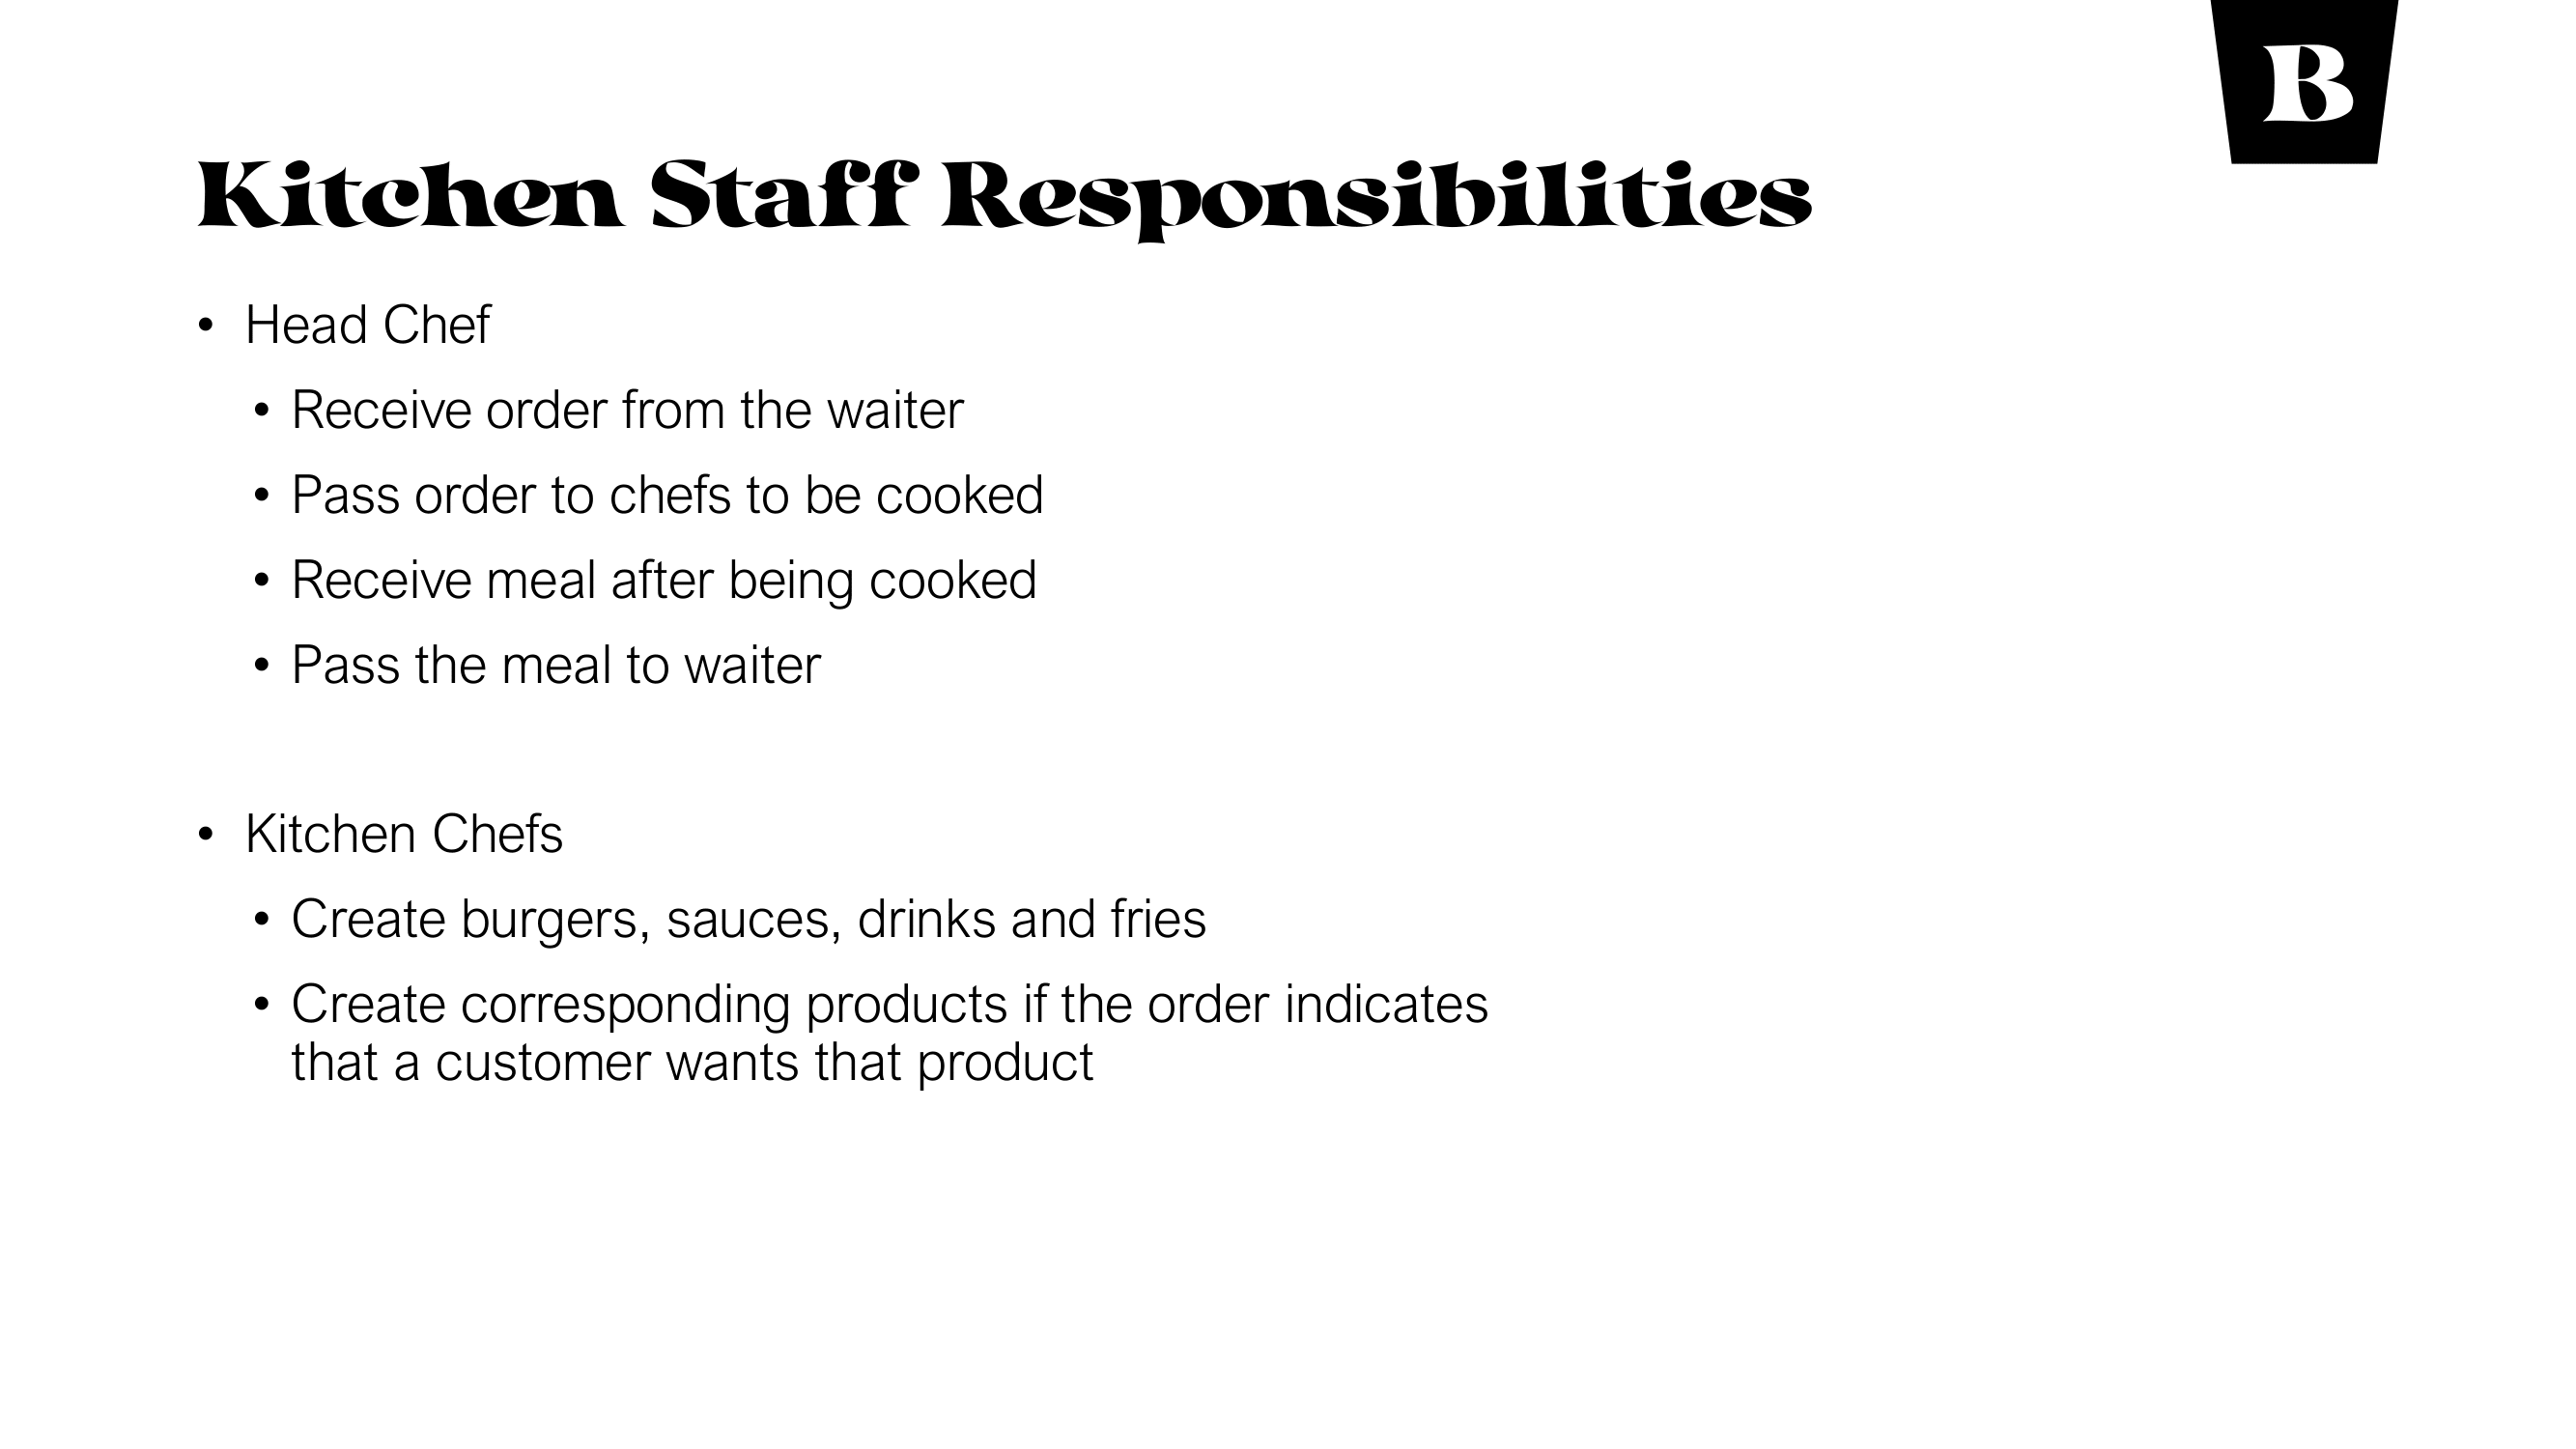 B
Kitchen Staff Responsibilities
• Head Chef
• Receive order from the waiter
• Pass order to chefs to be cooked
• Receive meal after being cooked
• Pass the meal to waiter
• Kitchen Chefs
• Create burgers, sauces, drinks and fries
• Create corresponding products if the order indicates
that a customer wants that product